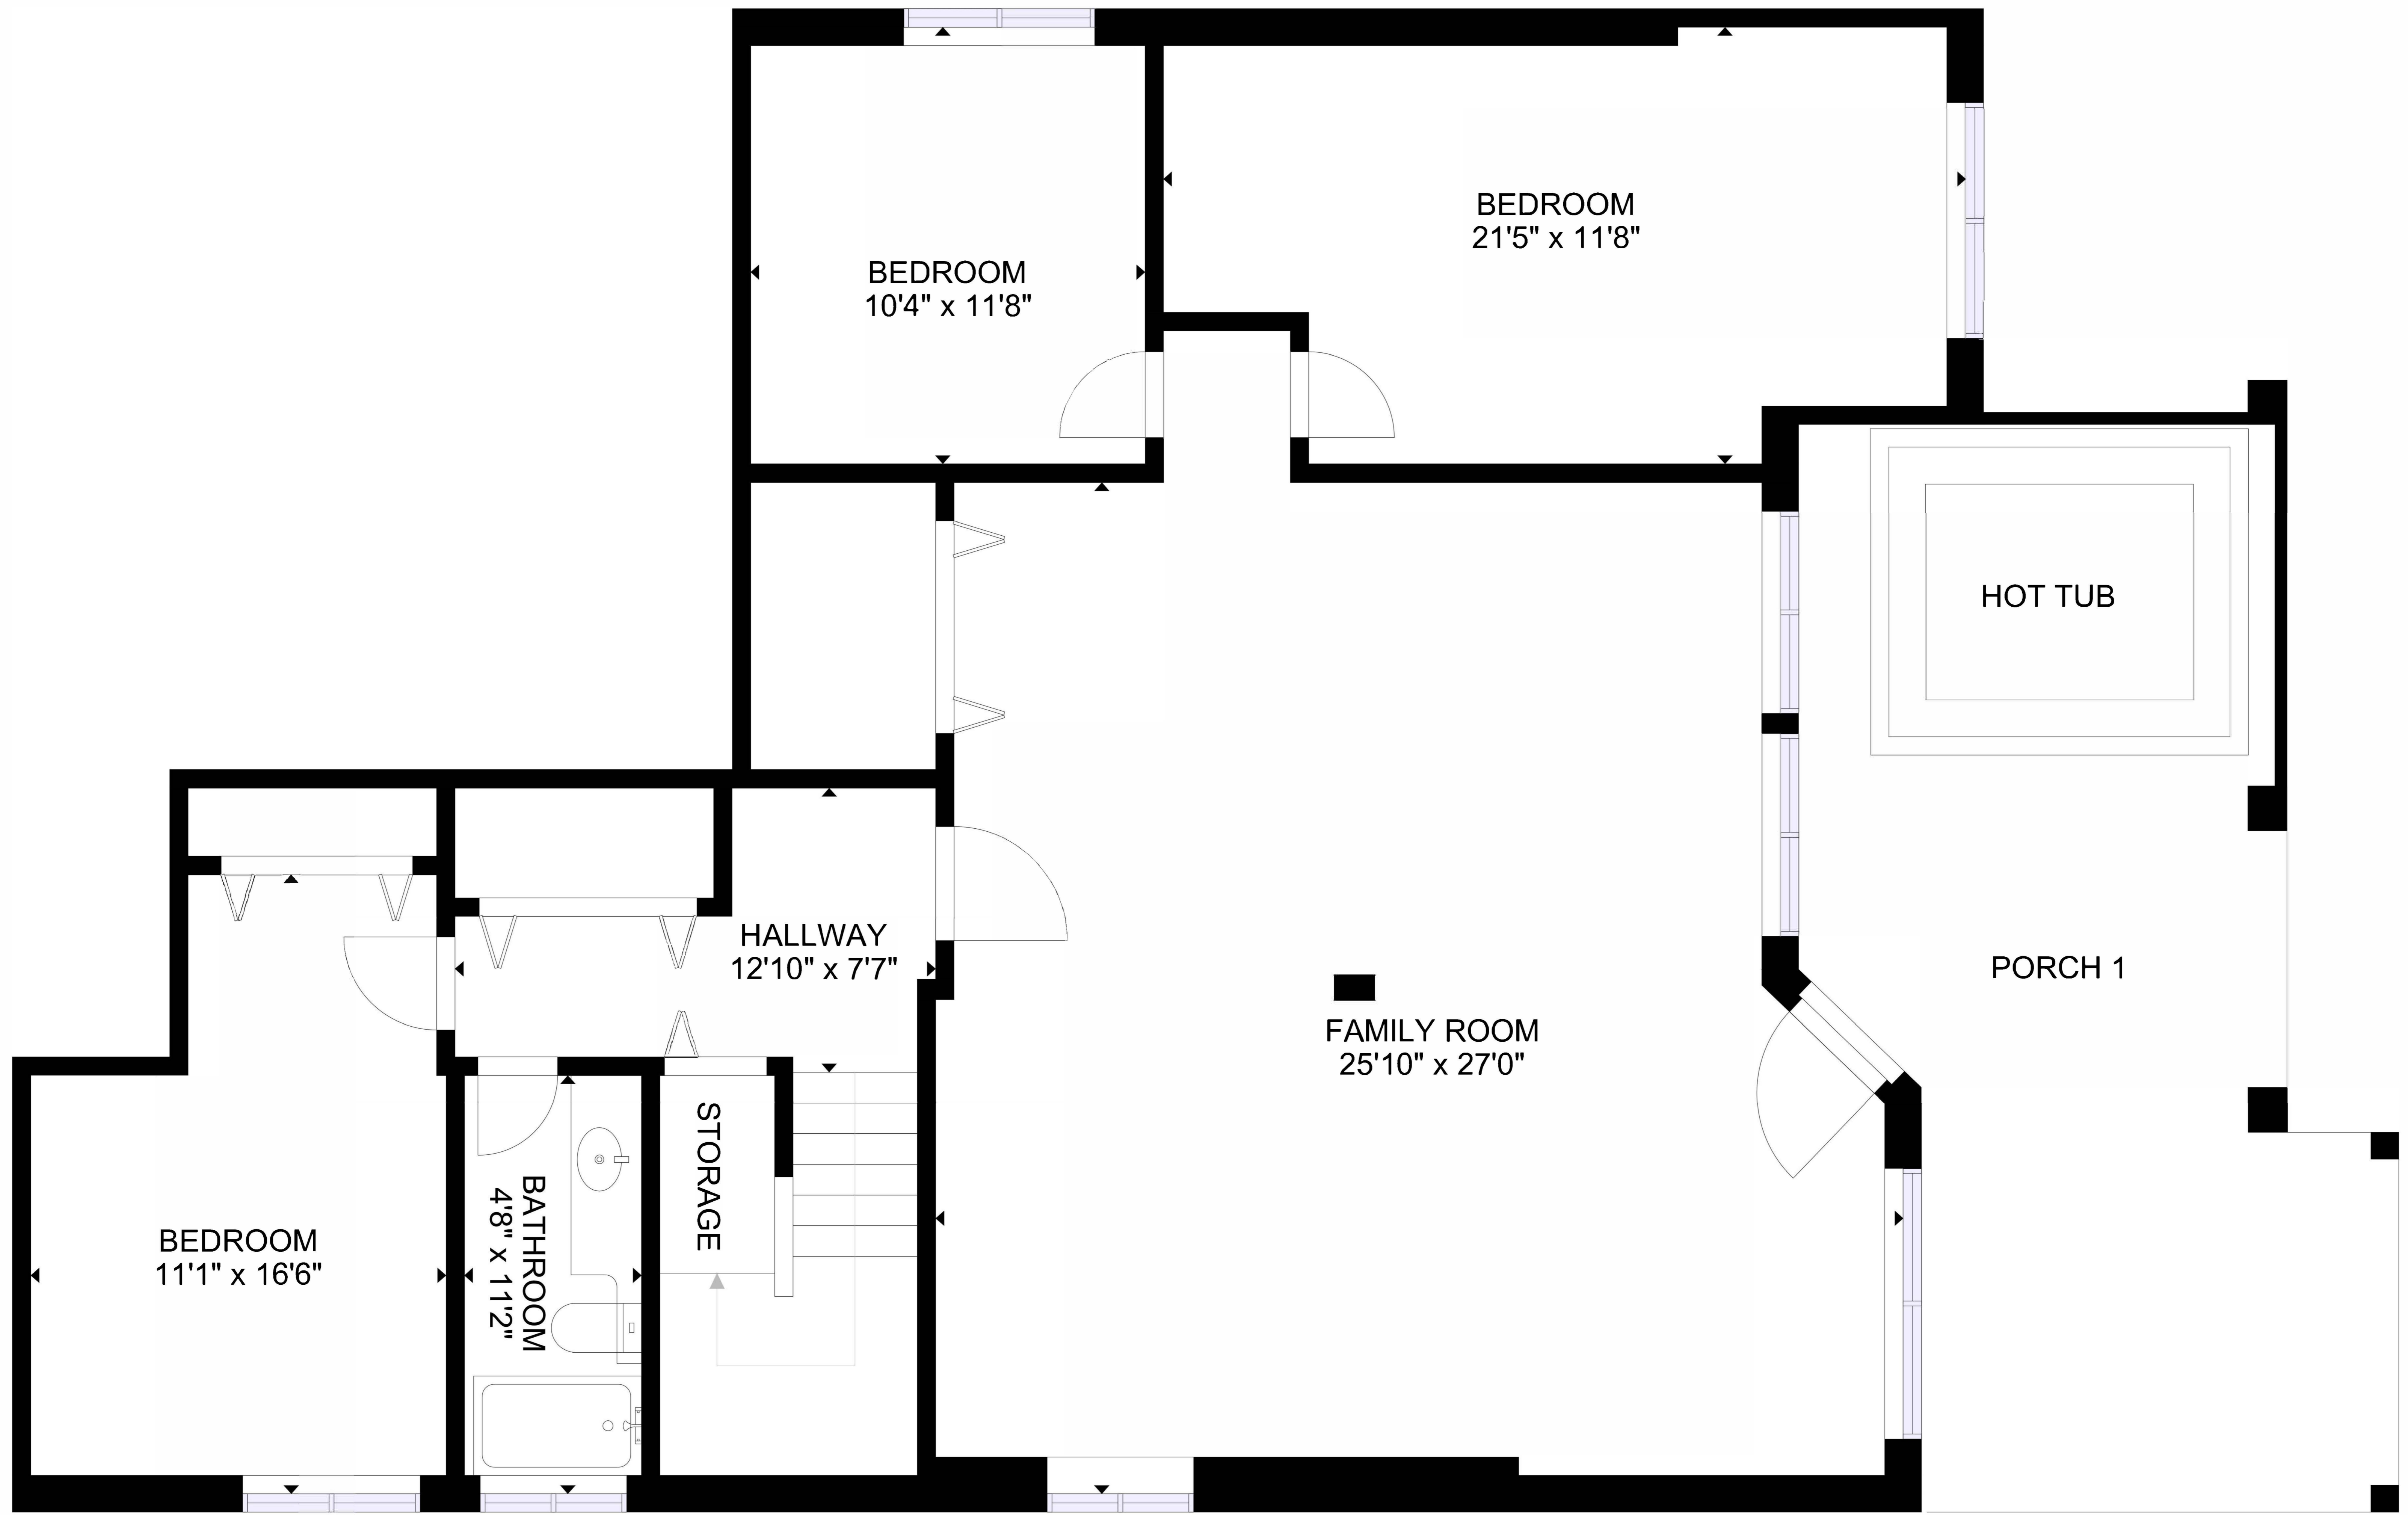 BEDROOM
21'5" x 11'8"
BEDROOM
10'4" x 11'8"
HOT TUB
HALLWAY
12'10" x 7'7"
PORCH 1
FAMILY ROOM
25'10" x 27'0"
STORAGE
BEDROOM
11'1" x 16'6"
BATHROOM
4'8" x 11'2"